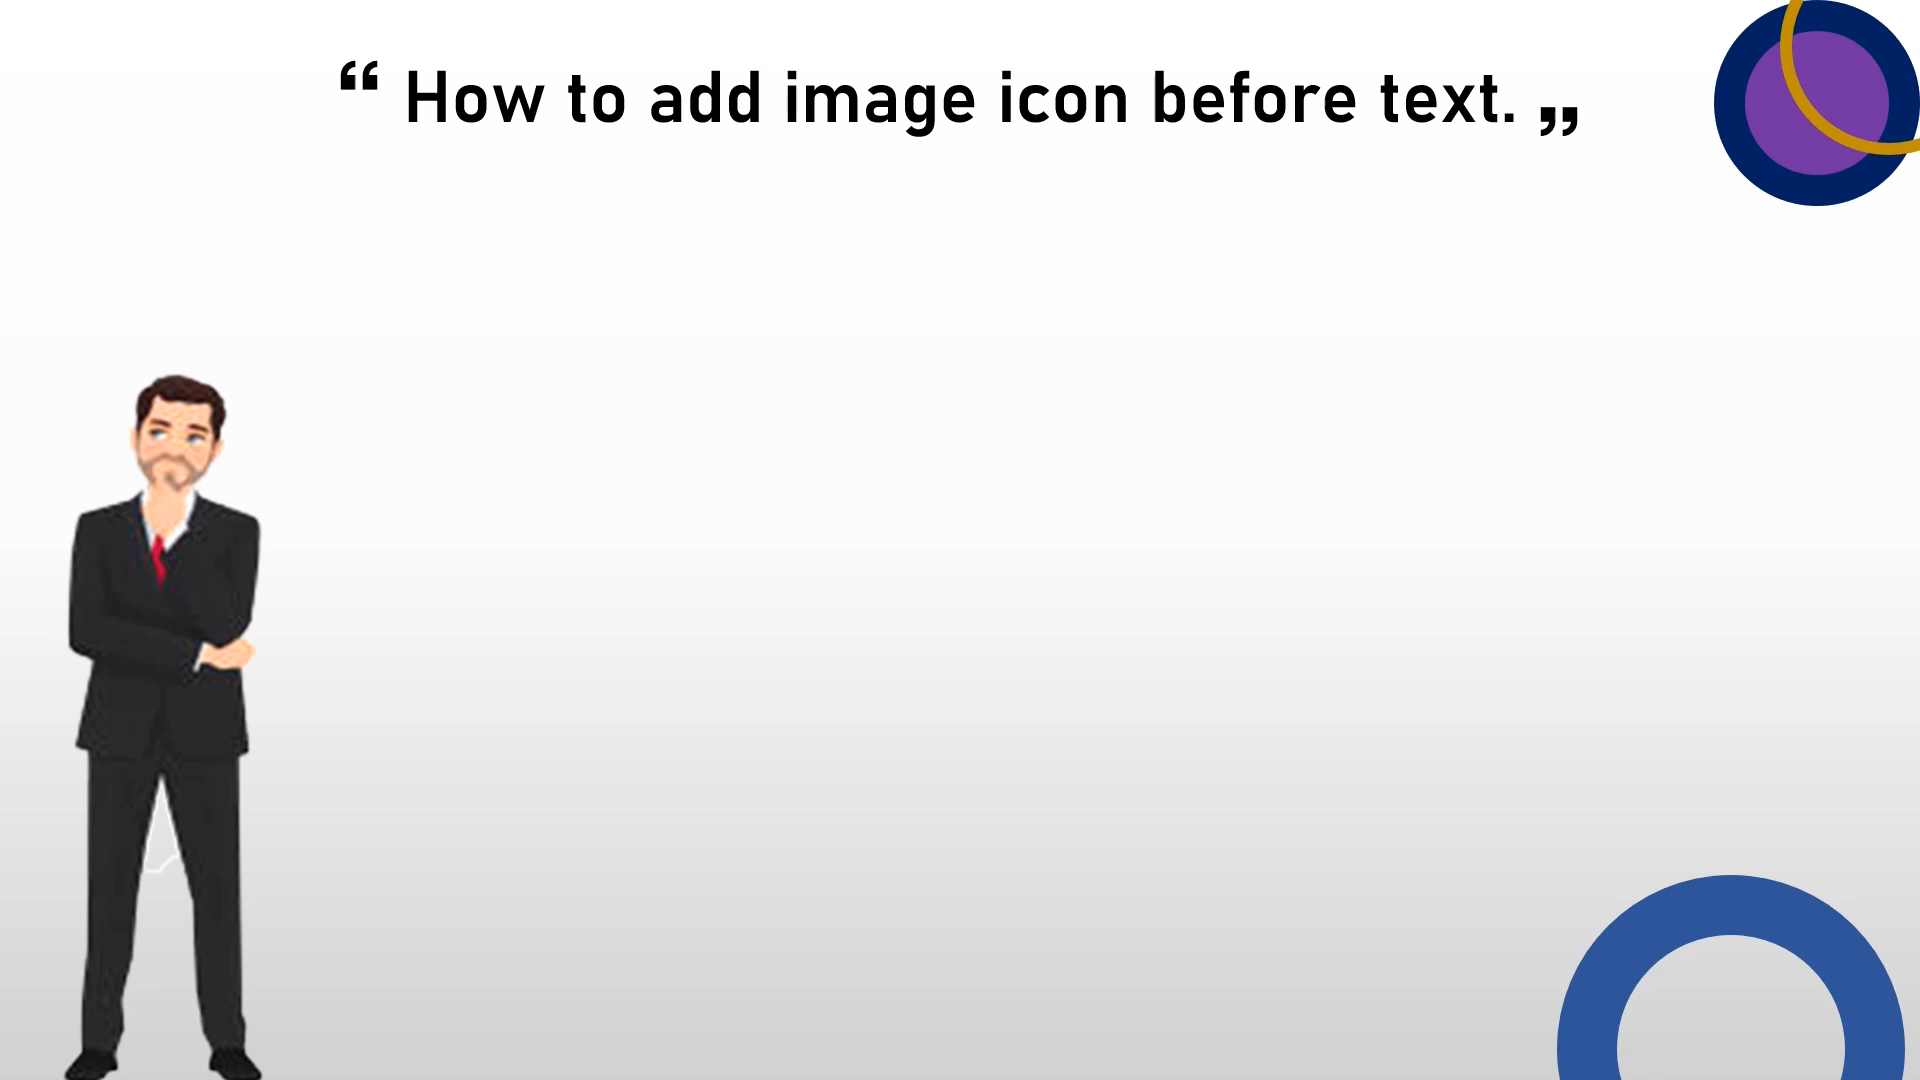 “ How to add image icon before text. „